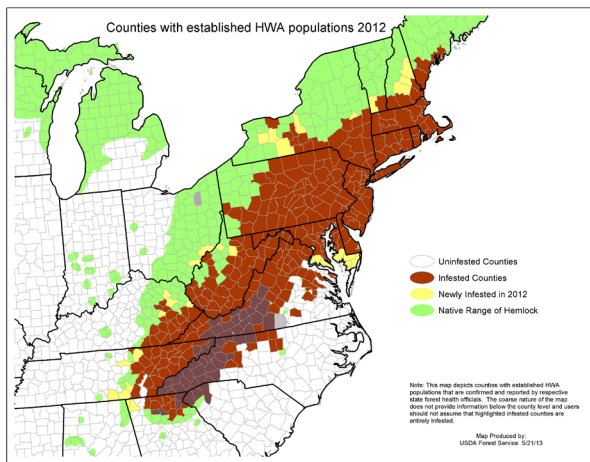 Counties with established HWA populations 2012
Uninfested Counties
Infested Counties
Newly Infested in 2012
Native Range of Hemlock
Note: This map depicts counties with established HWA
populations that are confirmed and reported by respective
state forest health officials. The coarse nature of the map
does not provide information below the county level and users
should not assume that highlighted infested counties are
entirely infested.
Map Produced by:
USDA Forest Service 5/21/13